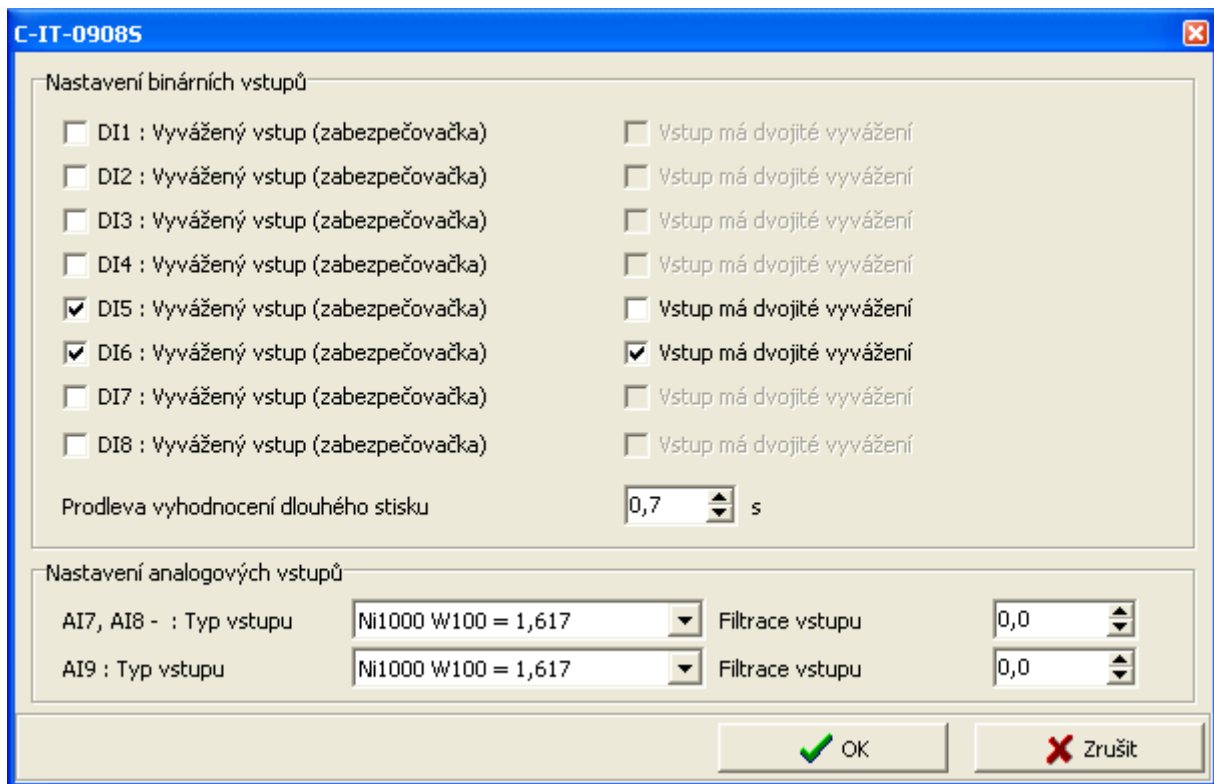 C-IT-0908S
Nastavení binárních vstupů
DI1 : Vyvážený vstup (zabezpečovačka) Vstup má dvojité vyvážení
DI2 : Vyvážený vstup (zabezpečovačka) Vstup má dvojité vyvážení
DI3 : Vyvážený vstup (zabezpečovačka) Vstup má dvojité vyvážení
DI4 : Vyvážený vstup (zabezpečovačka) Vstup má dvojité vyvážení
DI5 : Vyvážený vstup (zabezpečovačka) Vstup má dvojité vyvážení
DI6 : Vyvážený vstup (zabezpečovačka) Vstup má dvojité vyvážení
DI7 : Vyvážený vstup (zabezpečovačka) Vstup má dvojité vyvážení
DI8 : Vyvážený vstup (zabezpečovačka) Vstup má dvojité vyvážení
Prodleva vyhodnocení dlouhého stisku 0,7 s
Nastavení analogových vstupů
AI7, AI8 - : Typ vstupu Ni1000 W100 = 1,617 Filtrace vstupu 0,0
AI9 : Typ vstupu Ni1000 W100 = 1,617 Filtrace vstupu 0,0
OK Zrušit